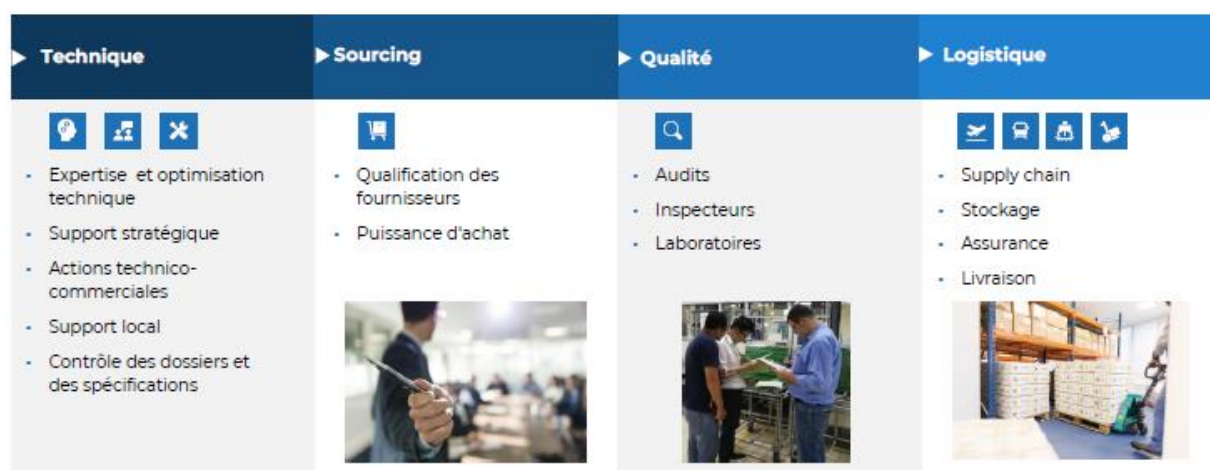 Technique
Sourcing
Qualité
Logistique
Expertise et optimisation
technique
Support stratégique
Actions technico-
commerciales
Support local
Contrôle des dossiers et
des spécifications
Qualification des
fournisseurs
Puissance d'achat
Audits
Inspecteurs
Laboratoires
Supply chain
Stockage
Assurance
Livraison